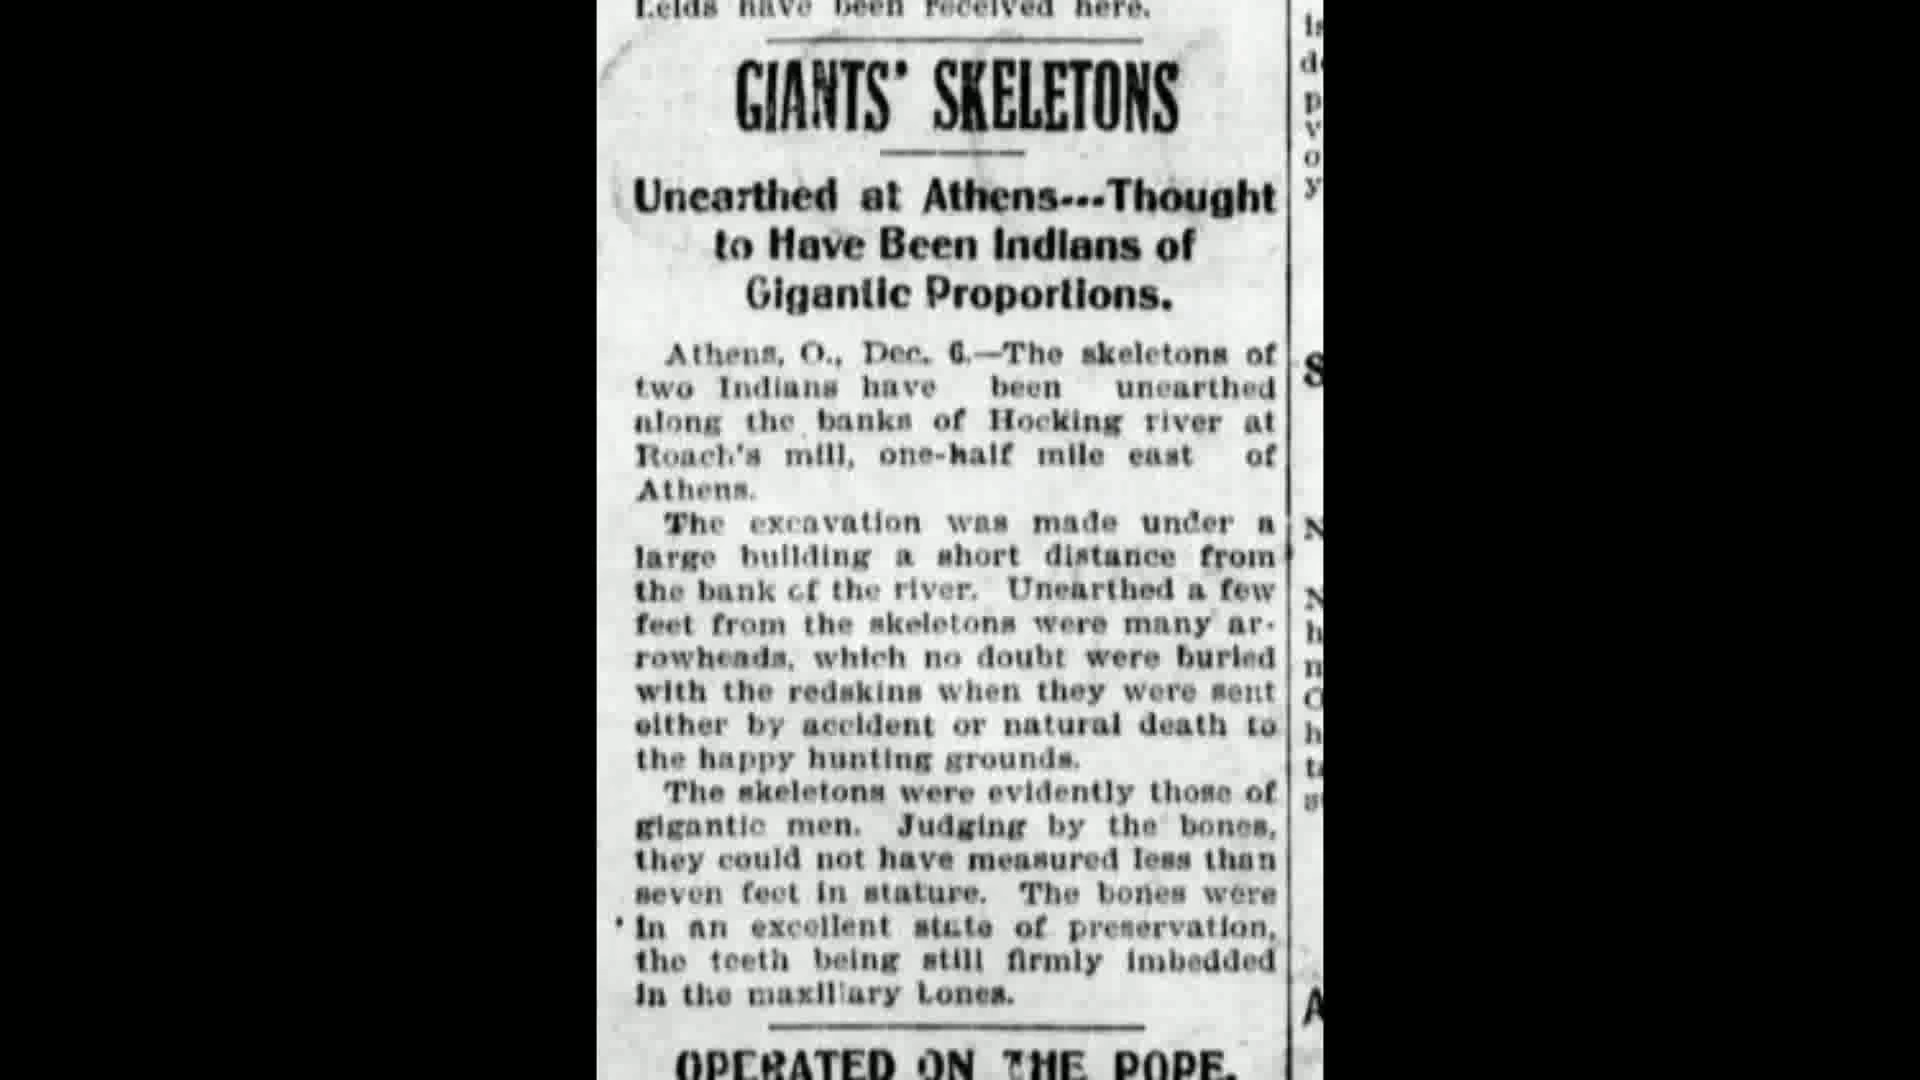 Leids have been received here.
GIANTS' SKELETONS
Unearthed at Athens---Thought
to Have Been Indians of
Gigantic Proportions.
Athens, O., Dec. 6.—The skeletons of
two Indians have been unearthed
along the banks of Hocking river at
Roach's mill, one-half mile east of
Athens.
The excavation was made under a
large building a short distance from
the bank of the river. Unearthed a few
feet from the skeletons were many ar-
rowheads, which no doubt were buried
with the redskins when they were sent
either by accident or natural death to
the happy hunting grounds.
The skeletons were evidently those of
gigantic men. Judging by the bones,
they could not have measured less than
seven feet in stature. The bones were
in an excellent state of preservation,
the teeth being still firmly imbedded
in the maxillary bones.
OPERATED ON THE POPE.